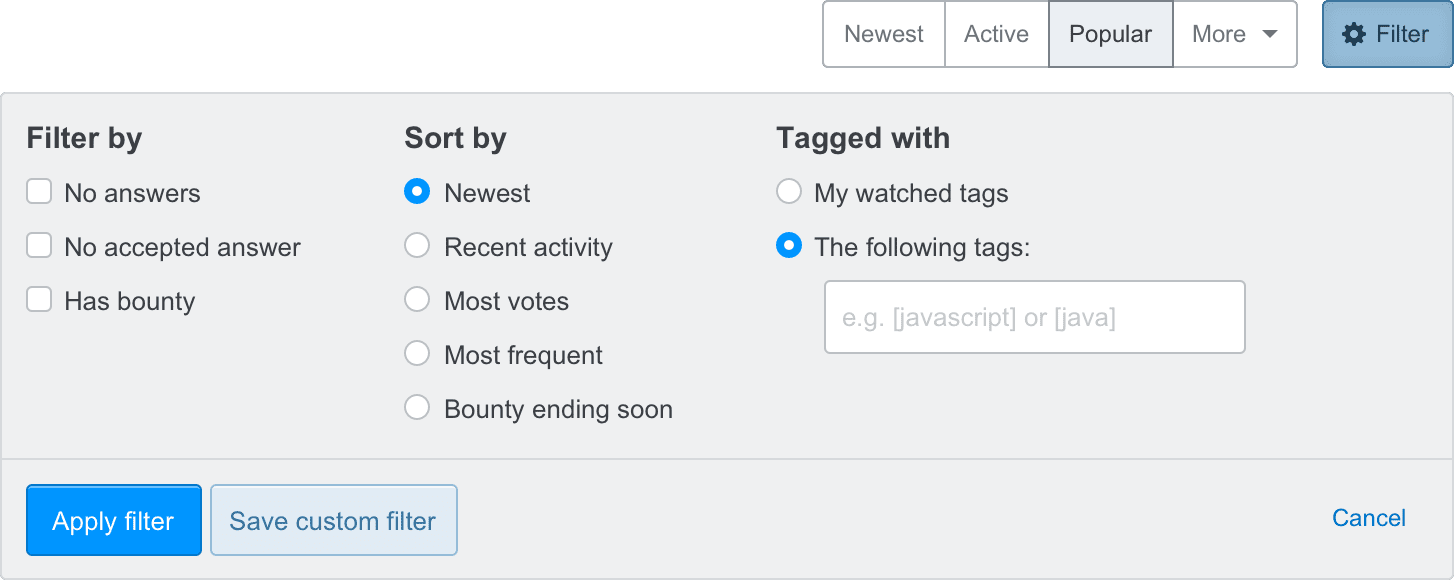 Newest Active Popular More Filter
Filter by Sort by Tagged with
No answers Newest My watched tags
No accepted answer Recent activity The following tags:
Has bounty Most votes e.g. [javascript] or [java]
Most frequent
Bounty ending soon
Apply filter Save custom filter Cancel